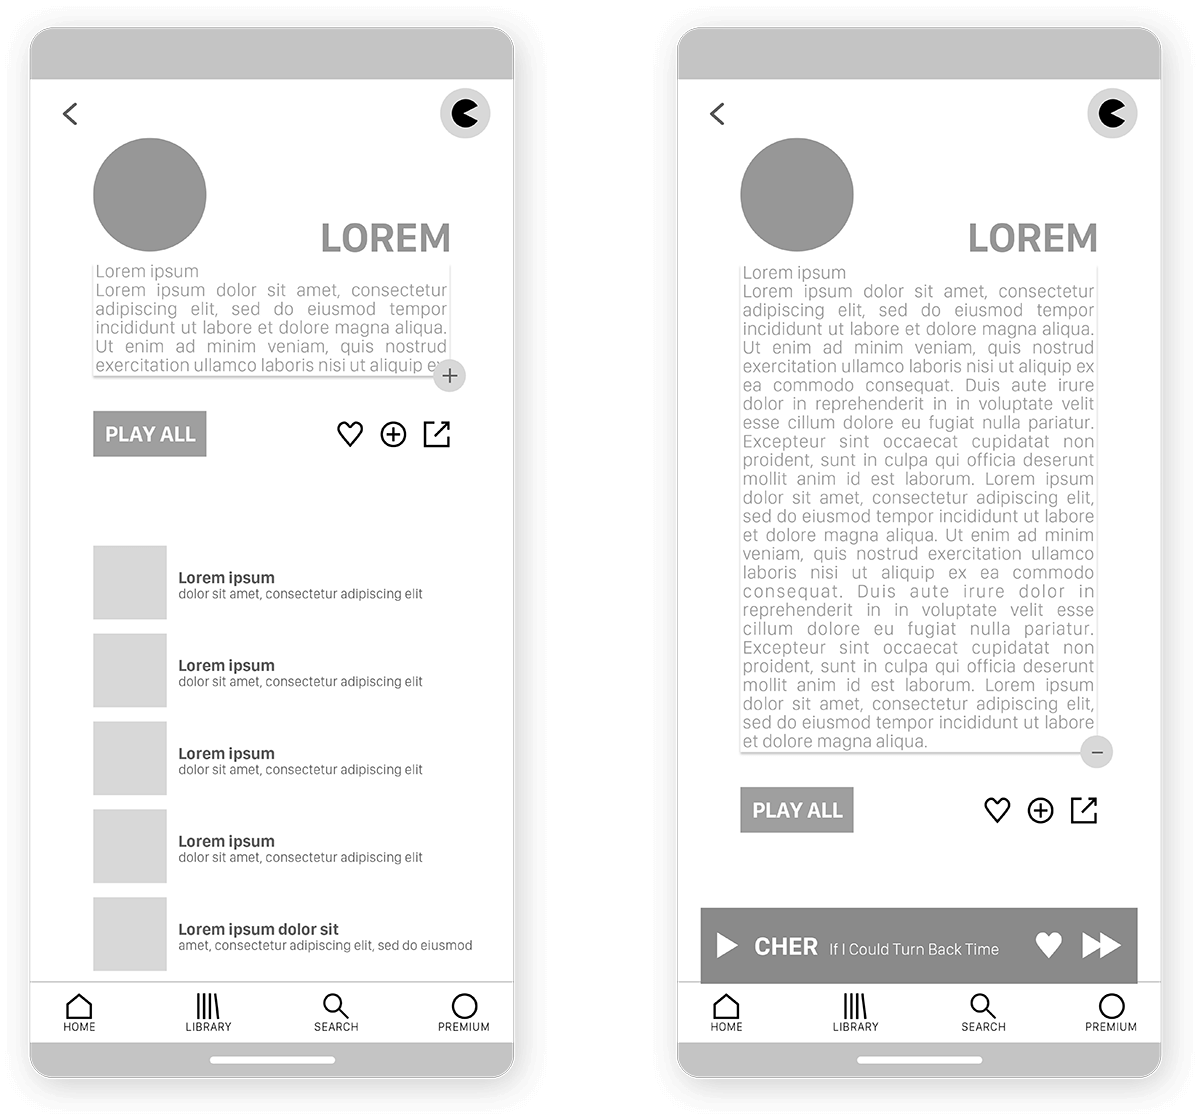 LOREM
Lorem ipsum
Lorem ipsum dolor sit amet, consectetur
adipiscing elit, sed do eiusmod tempor
incididunt ut labore et dolore magna aliqua.
Ut enim ad minim veniam, quis nostrud
exercitation ullamco laboris nisi ut aliquip ex
+
PLAY ALL
Lorem ipsum
dolor sit amet, consectetur adipiscing elit
Lorem ipsum
dolor sit amet, consectetur adipiscing elit
Lorem ipsum
dolor sit amet, consectetur adipiscing elit
Lorem ipsum
dolor sit amet, consectetur adipiscing elit
Lorem ipsum dolor sit
amet, consectetur adipiscing elit, sed do eiusmod
HOME LIBRARY SEARCH PREMIUM
LOREM
Lorem ipsum
Lorem ipsum dolor sit amet, consectetur
adipiscing elit, sed do eiusmod tempor
incididunt ut labore et dolore magna aliqua.
Ut enim ad minim veniam, quis nostrud
exercitation ullamco laboris nisi ut aliquip ex
ea commodo consequat. Duis aute irure
dolor in reprehenderit in in voluptate velit
esse cillum dolore eu fugiat nulla pariatur.
Excepteur sint occaecat cupidatat non
proident, sunt in culpa qui officia deserunt
mollit anim id est laborum. Lorem ipsum
dolor sit amet, consectetur adipiscing elit,
sed do eiusmod tempor incididunt ut labore
et dolore magna aliqua. Ut enim ad minim
veniam, quis nostrud exercitation ullamco
laboris nisi ut aliquip ex ea commodo
consequat. Duis aute irure dolor in
reprehenderit in in voluptate velit esse
cillum dolore eu fugiat nulla pariatur.
Excepteur sint occaecat cupidatat non
proident, sunt in culpa qui officia deserunt
mollit anim id est laborum. Lorem ipsum
dolor sit amet, consectetur adipiscing elit,
sed do eiusmod tempor incididunt ut labore
et dolore magna aliqua.
−
PLAY ALL
CHER If I Could Turn Back Time
HOME LIBRARY SEARCH PREMIUM